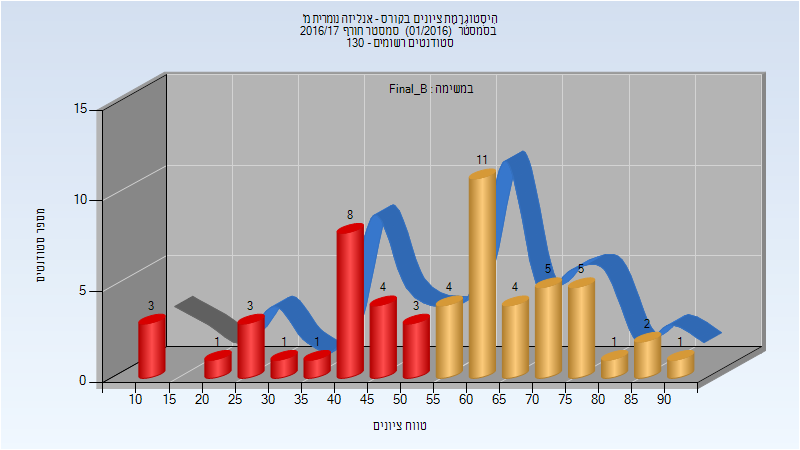 היסטוגרמת ציונים בקורס - אנליזה נומרית מ'
בסמסטר (01/2016) סמסטר חורף 2016/17
סטודנטים רשומים - 130
במשימה : Final_B
מספר סטודנטים
15
10
5
0
3
1
3
1
1
8
4
3
4
11
4
5
5
1
2
1
10 15 20 25 30 35 40 45 50 55 60 65 70 75 80 85 90
טווח ציונים